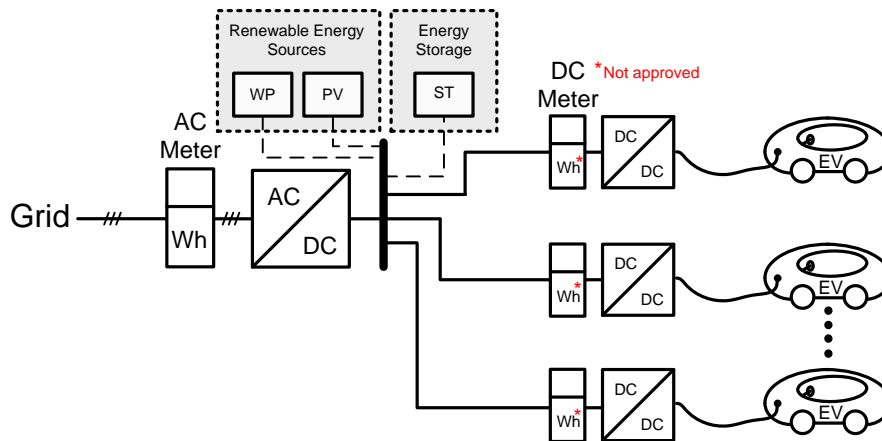 Renewable Energy
Sources
WP
PV
Energy
Storage
ST
DC
Meter
*Not approved
AC
Meter
Grid
Wh
AC
DC
Wh*
DC
DC
EV
Wh*
DC
DC
EV
Wh*
DC
DC
EV